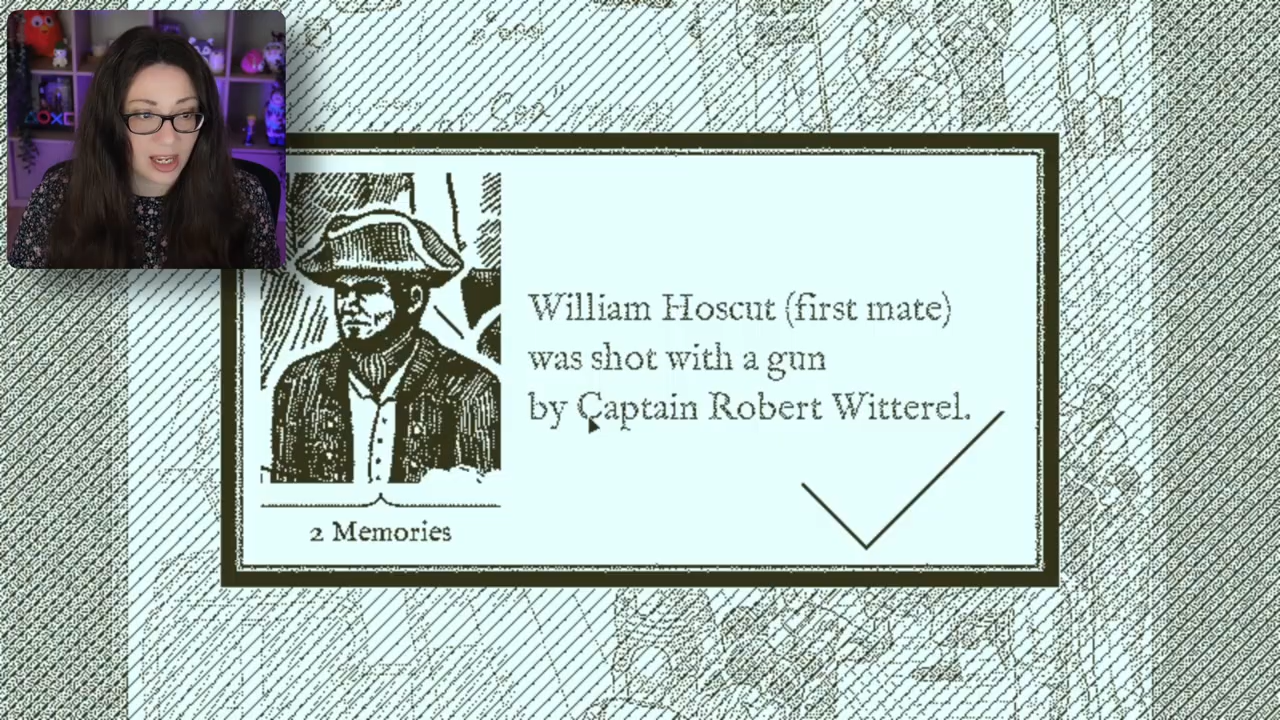 William Hoscut (first mate)
was shot with a gun
by Captain Robert Witterel.
2 Memories